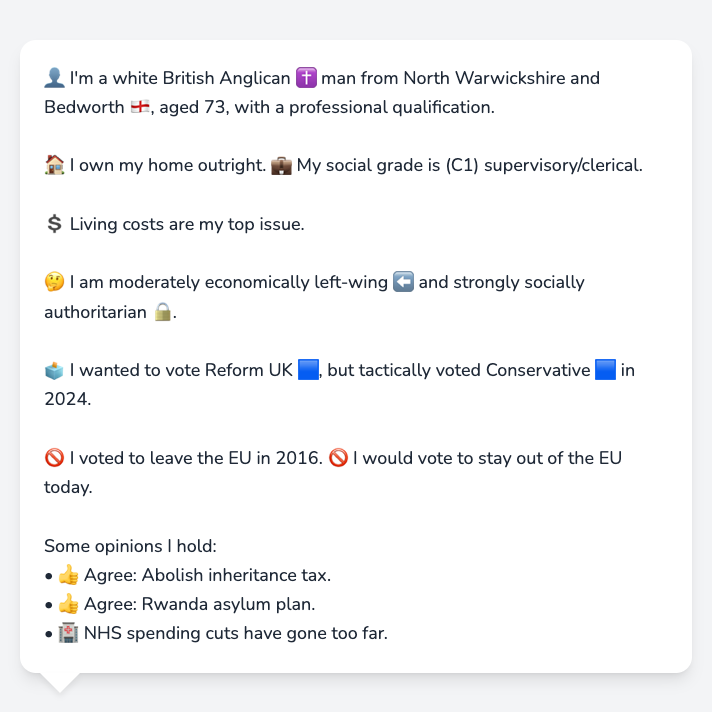 👤 I'm a white British Anglican ✝️ man from North Warwickshire and
Bedworth 🏴󠁧󠁢󠁥󠁮󠁧󠁿, aged 73, with a professional qualification.
🏠 I own my home outright. 💼 My social grade is (C1) supervisory/clerical.
💲 Living costs are my top issue.
🤔 I am moderately economically left-wing ⬅️ and strongly socially
authoritarian 🔒.
🗳️ I wanted to vote Reform UK 🟦, but tactically voted Conservative 🟦 in
2024.
🚫 I voted to leave the EU in 2016. 🚫 I would vote to stay out of the EU
today.
Some opinions I hold:
• 👍 Agree: Abolish inheritance tax.
• 👍 Agree: Rwanda asylum plan.
• 🏥 NHS spending cuts have gone too far.